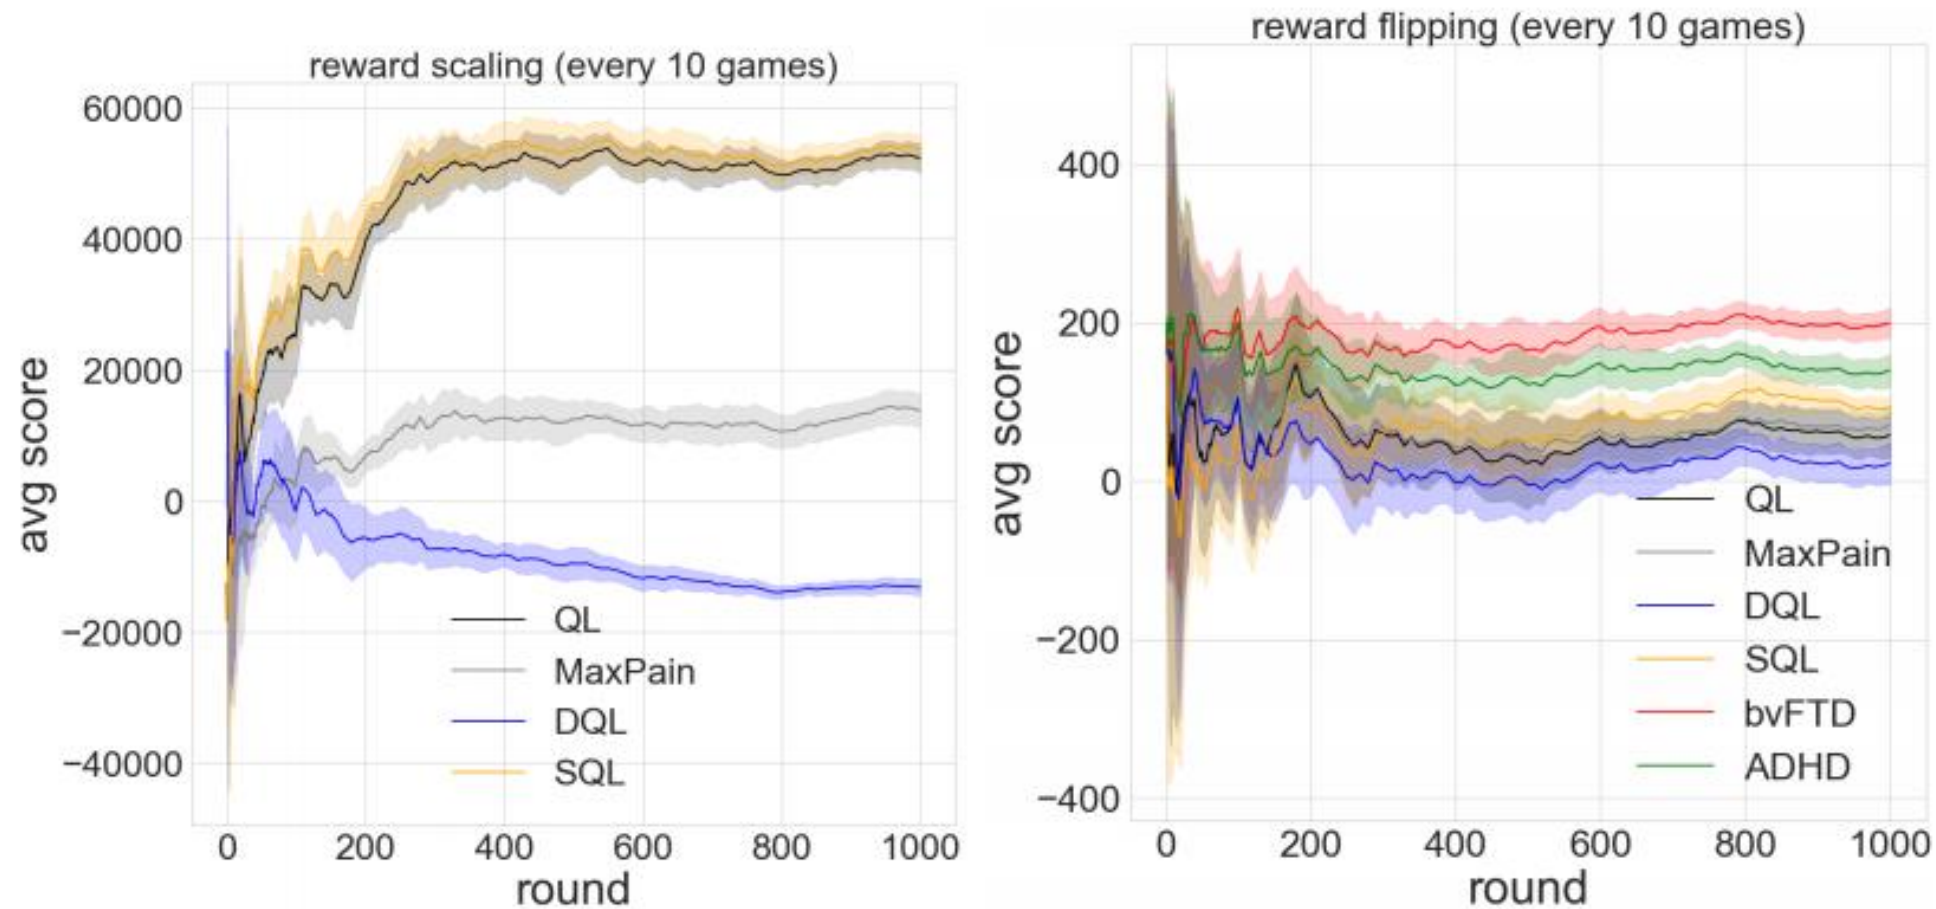 reward scaling (every 10 games)
avg score
60000
40000
20000
0
−20000
−40000
QL
MaxPain
DQL
SQL
0 200 400 600 800 1000
round
reward flipping (every 10 games)
avg score
400
200
0
−200
−400
QL
MaxPain
DQL
SQL
bvFTD
ADHD
0 200 400 600 800 1000
round